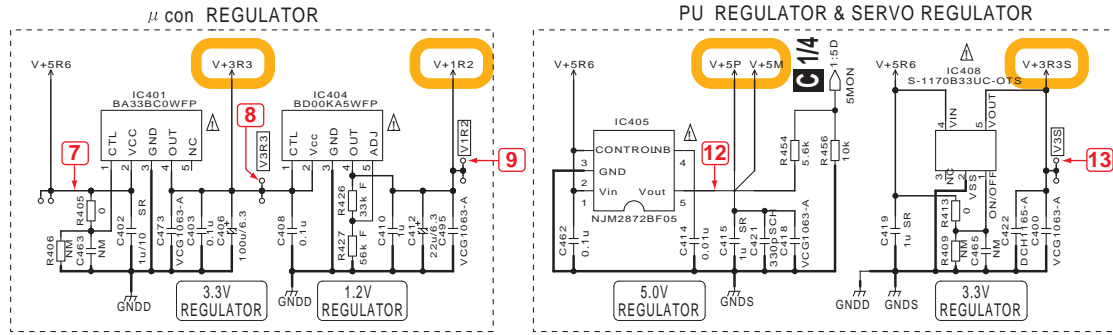 μ con REGULATOR
V+5R6
V+3R3
V+1R2
IC401
BA33BC0WFP
CTL
VCC
GND
OUT
NC
1
2
3
4
5
IC404
BD00KA5WFP
CTL
Vcc
GND
OUT
ADJ
1
2
3
4
5
7
8
9
V3R3
V1R2
R405
0
R406
NM
C463
NM
C402
1u/10 SR
C473
VCG1063-A
C403
0.1u
C406
100u/6.3
C408
0.1u
R426
33k F
R427
56k F
C410
1u
C412
22u/6.3
C495
VCG1063-A
GNDD
3.3V
REGULATOR
GNDD
1.2V
REGULATOR
PU REGULATOR & SERVO REGULATOR
V+5R6
V+5P
V+5M
C 1/4
1:5D
5MON
V+5R6
V+3R3S
IC408
S-1170B33UC-OTS
VIN
VOUT
4
5
NC
VSS
ON/OFF
3
2
1
IC405
CONTROL
NB
GND
Vin
Vout
3
2
1
4
5
NJM2872BF05
12
13
V3S
R454
5.6k
R456
10k
C462
0.1u
C414
0.01u
C415
1u SR
C421
330p SCH
C418
VCG1063-A
C419
1u SR
R413
0
R409
NM
C465
NM
C422
DCH1165-A
C400
VCG1063-A
5.0V
REGULATOR
GNDS
GNDD
GNDS
3.3V
REGULATOR